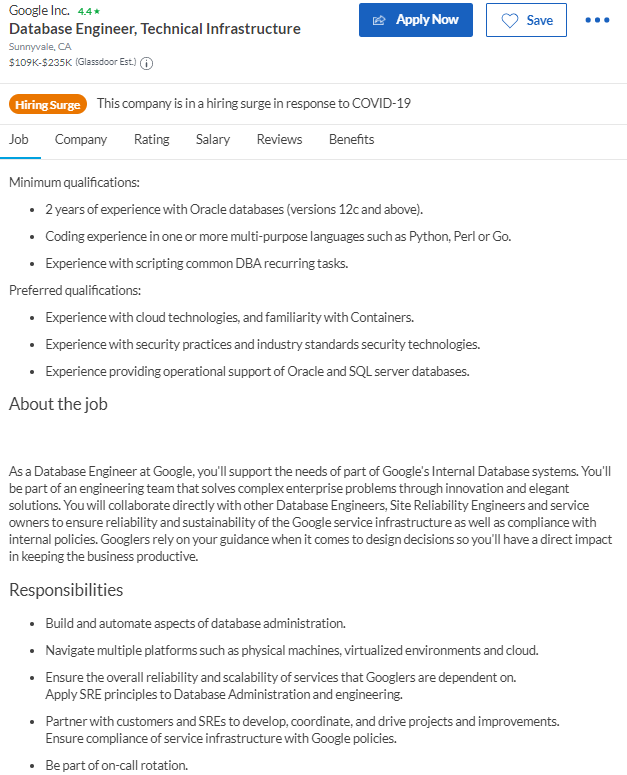 Google Inc. 4.4 ★
Database Engineer, Technical Infrastructure
Sunnyvale, CA
$109K-$235K (Glassdoor Est.) i
Apply Now
Save
Hiring Surge This company is in a hiring surge in response to COVID-19
Job Company Rating Salary Reviews Benefits
Minimum qualifications:
• 2 years of experience with Oracle databases (versions 12c and above).
• Coding experience in one or more multi-purpose languages such as Python, Perl or Go.
• Experience with scripting common DBA recurring tasks.
Preferred qualifications:
• Experience with cloud technologies, and familiarity with Containers.
• Experience with security practices and industry standards security technologies.
• Experience providing operational support of Oracle and SQL server databases.
About the job
As a Database Engineer at Google, you'll support the needs of part of Google's Internal Database systems. You'll
be part of an engineering team that solves complex enterprise problems through innovation and elegant
solutions. You will collaborate directly with other Database Engineers, Site Reliability Engineers and service
owners to ensure reliability and sustainability of the Google service infrastructure as well as compliance with
internal policies. Googlers rely on your guidance when it comes to design decisions so you'll have a direct impact
in keeping the business productive.
Responsibilities
• Build and automate aspects of database administration.
• Navigate multiple platforms such as physical machines, virtualized environments and cloud.
• Ensure the overall reliability and scalability of services that Googlers are dependent on.
Apply SRE principles to Database Administration and engineering.
• Partner with customers and SREs to develop, coordinate, and drive projects and improvements.
Ensure compliance of service infrastructure with Google policies.
• Be part of on-call rotation.